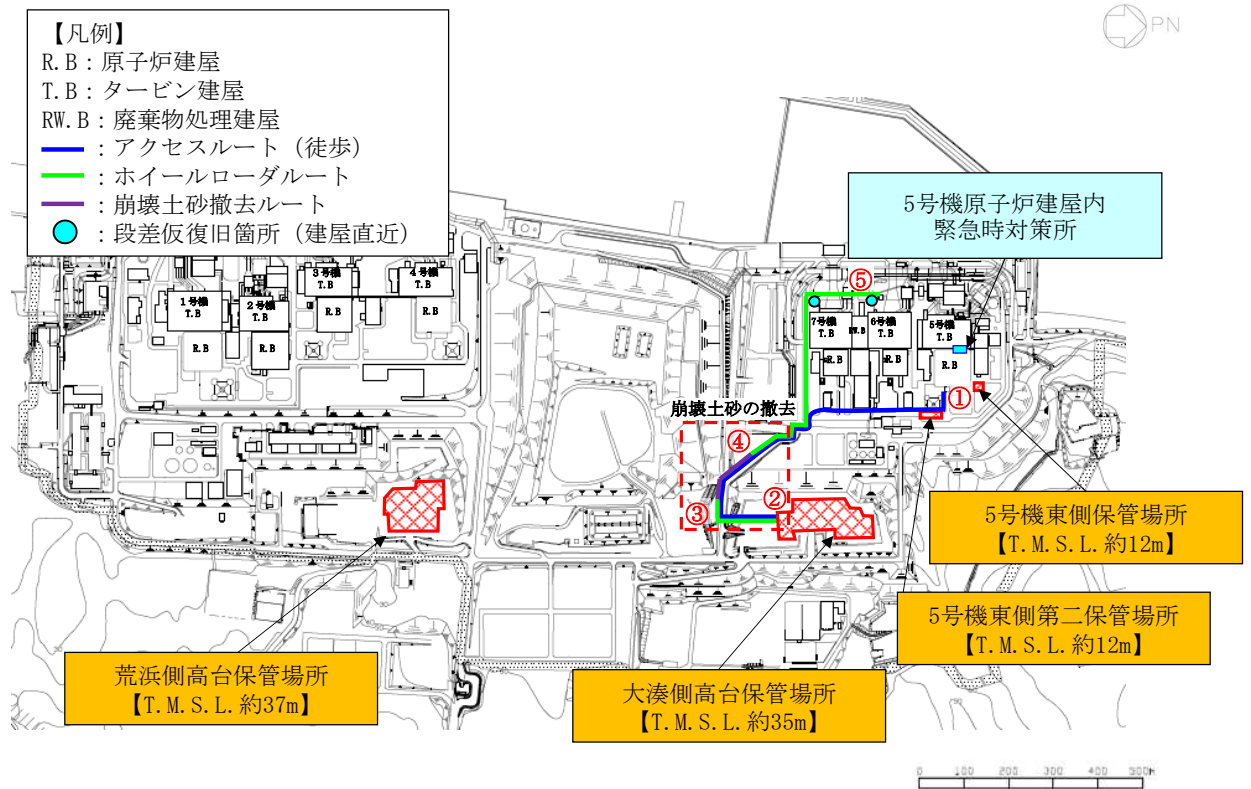 【凡例】
R.B：原子炉建屋
T.B：タービン建屋
RW.B：廃棄物処理建屋
：アクセスルート（徒歩）
：ホイールローダルート
：崩壊土砂撤去ルート
：段差仮復旧箇所（建屋直近）
PN
5号機原子炉建屋内
緊急時対策所
1号機
T.B
R.B
2号機
T.B
R.B
3号機
T.B
R.B
4号機
T.B
R.B
⑤
7号機
T.B
R.B
RW.B
6号機
T.B
R.B
5号機
T.B
R.B
①
崩壊土砂の撤去
④
③
②
5号機東側保管場所
【T.M.S.L.約12m】
5号機東側第二保管場所
【T.M.S.L.約12m】
荒浜側高台保管場所
【T.M.S.L.約37m】
大湊側高台保管場所
【T.M.S.L.約35m】
0 100 200 300 400 500m